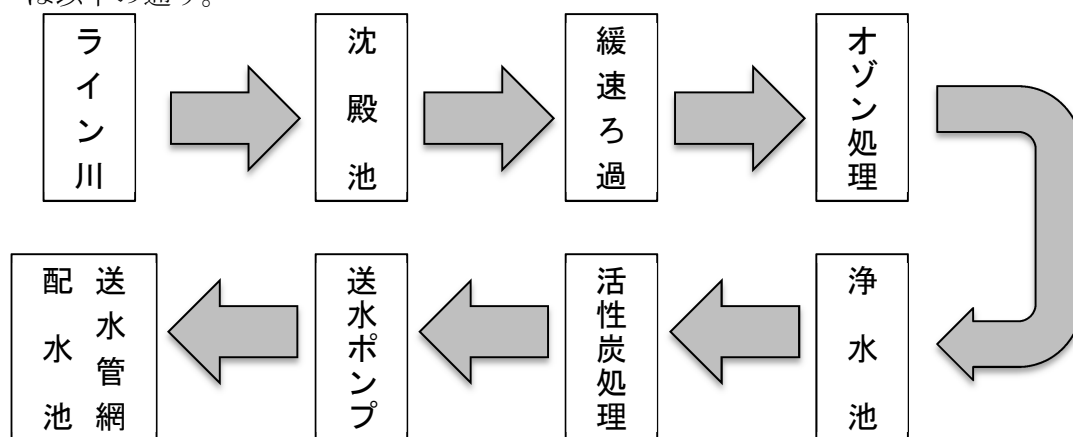 は以下の通り。
ライン川
沈殿池
緩速ろ過
オゾン処理
浄水池
活性炭処理
送水ポンプ
送水管網
配水池